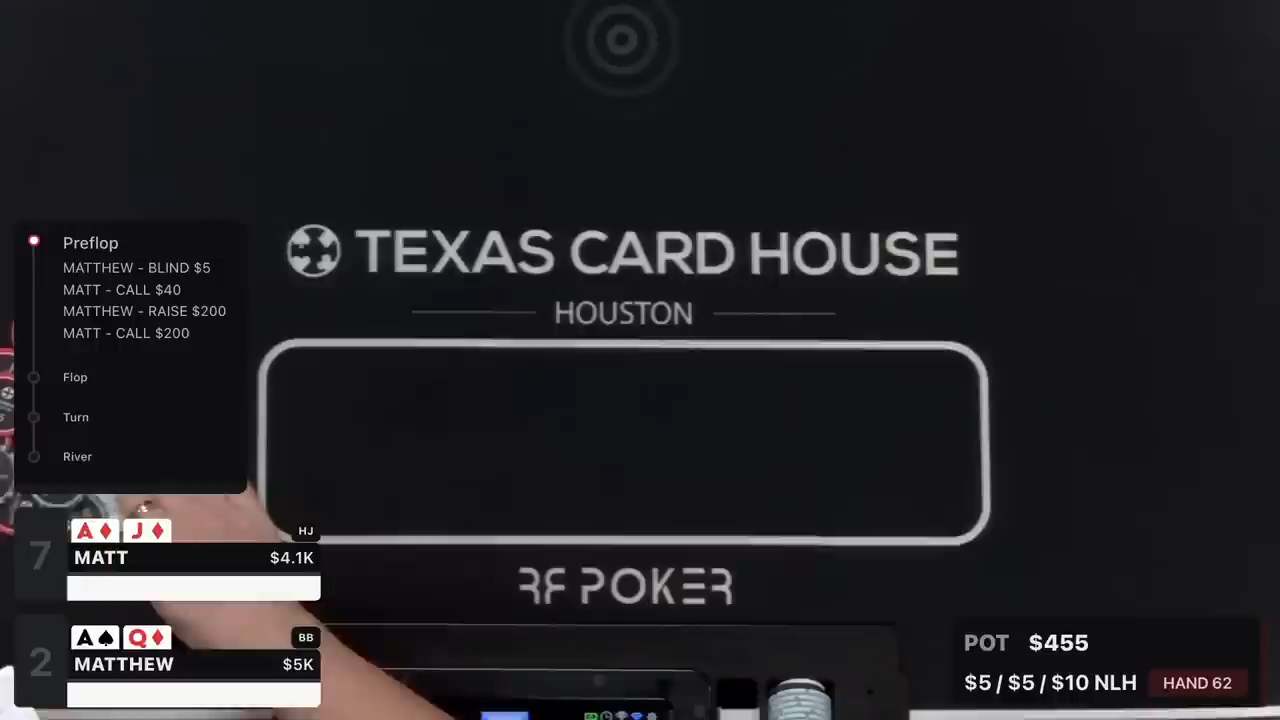 TEXAS CARD HOUSE
HOUSTON
RF POKER
Preflop
MATTHEW - BLIND $5
MATT - CALL $40
MATTHEW - RAISE $200
MATT - CALL $200
Flop
Turn
River
7
A♦ J♦
HJ
MATT $4.1K
2
A♠ Q♦
BB
MATTHEW $5K
POT $455
$5 / $5 / $10 NLH HAND 62